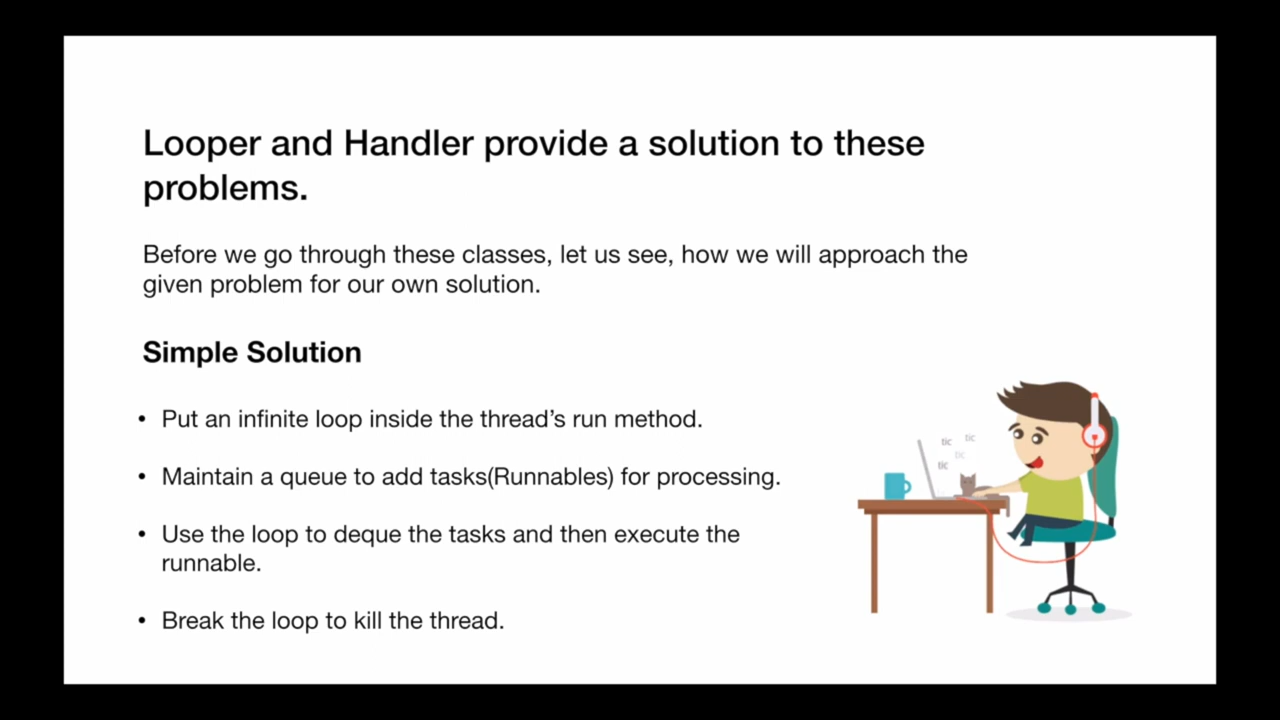 Looper and Handler provide a solution to these
problems.
Before we go through these classes, let us see, how we will approach the
given problem for our own solution.
Simple Solution
• Put an infinite loop inside the thread’s run method.
• Maintain a queue to add tasks(Runnables) for processing.
• Use the loop to deque the tasks and then execute the
runnable.
• Break the loop to kill the thread.
tic tic
tic
tic